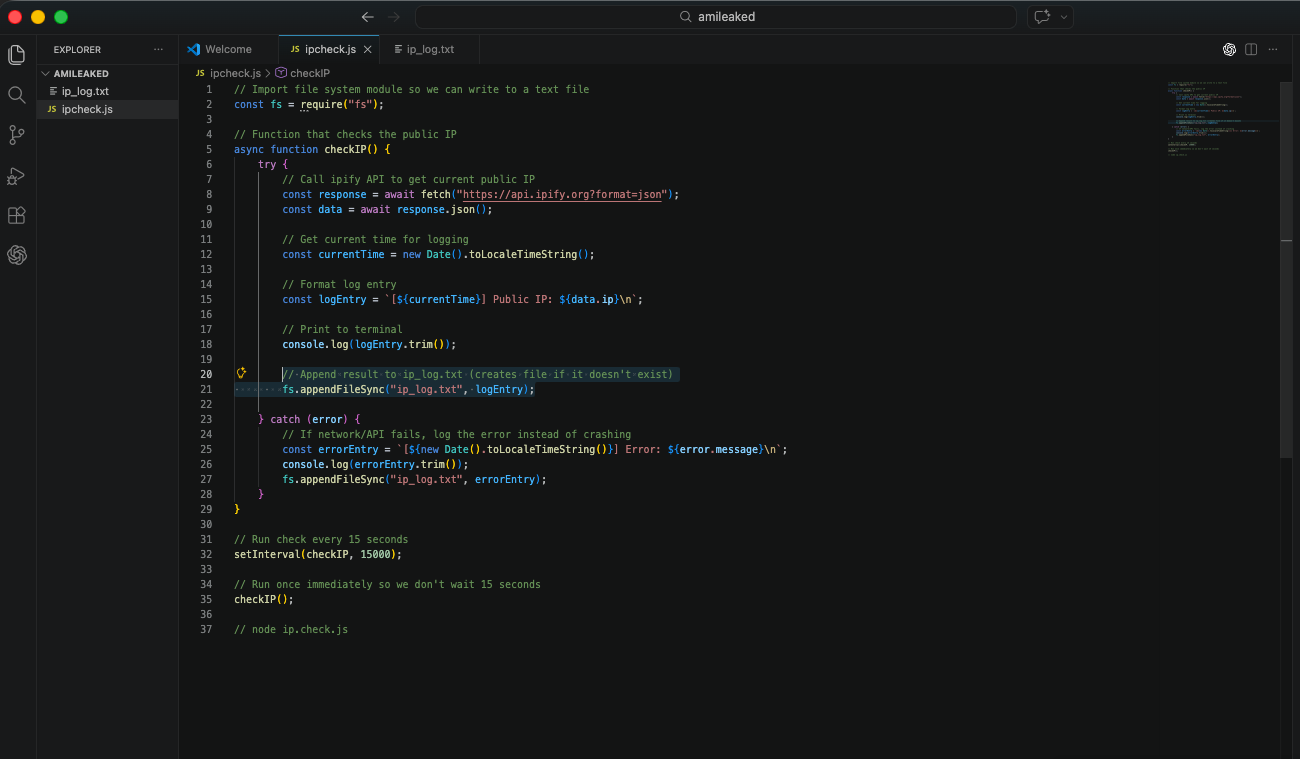 amileaked
EXPLORER
AMILEAKED
ip_log.txt
JS ipcheck.js
Welcome
JS ipcheck.js
ip_log.txt
JS ipcheck.js > checkIP
1 // Import file system module so we can write to a text file
2 const fs = require("fs");
3
4 // Function that checks the public IP
5 async function checkIP() {
6 try {
7 // Call ipify API to get current public IP
8 const response = await fetch("https://api.ipify.org?format=json");
9 const data = await response.json();
10
11 // Get current time for logging
12 const currentTime = new Date().toLocaleTimeString();
13
14 // Format log entry
15 const logEntry = `[${currentTime}] Public IP: ${data.ip}\n`;
16
17 // Print to terminal
18 console.log(logEntry.trim());
19
20 // Append result to ip_log.txt (creates file if it doesn't exist)
21 fs.appendFileSync("ip_log.txt", logEntry);
22
23 } catch (error) {
24 // If network/API fails, log the error instead of crashing
25 const errorEntry = `[${new Date().toLocaleTimeString()}] Error: ${error.message}\n`;
26 console.log(errorEntry.trim());
27 fs.appendFileSync("ip_log.txt", errorEntry);
28 }
29 }
30
31 // Run check every 15 seconds
32 setInterval(checkIP, 15000);
33
34 // Run once immediately so we don't wait 15 seconds
35 checkIP();
36
37 // node ip.check.js